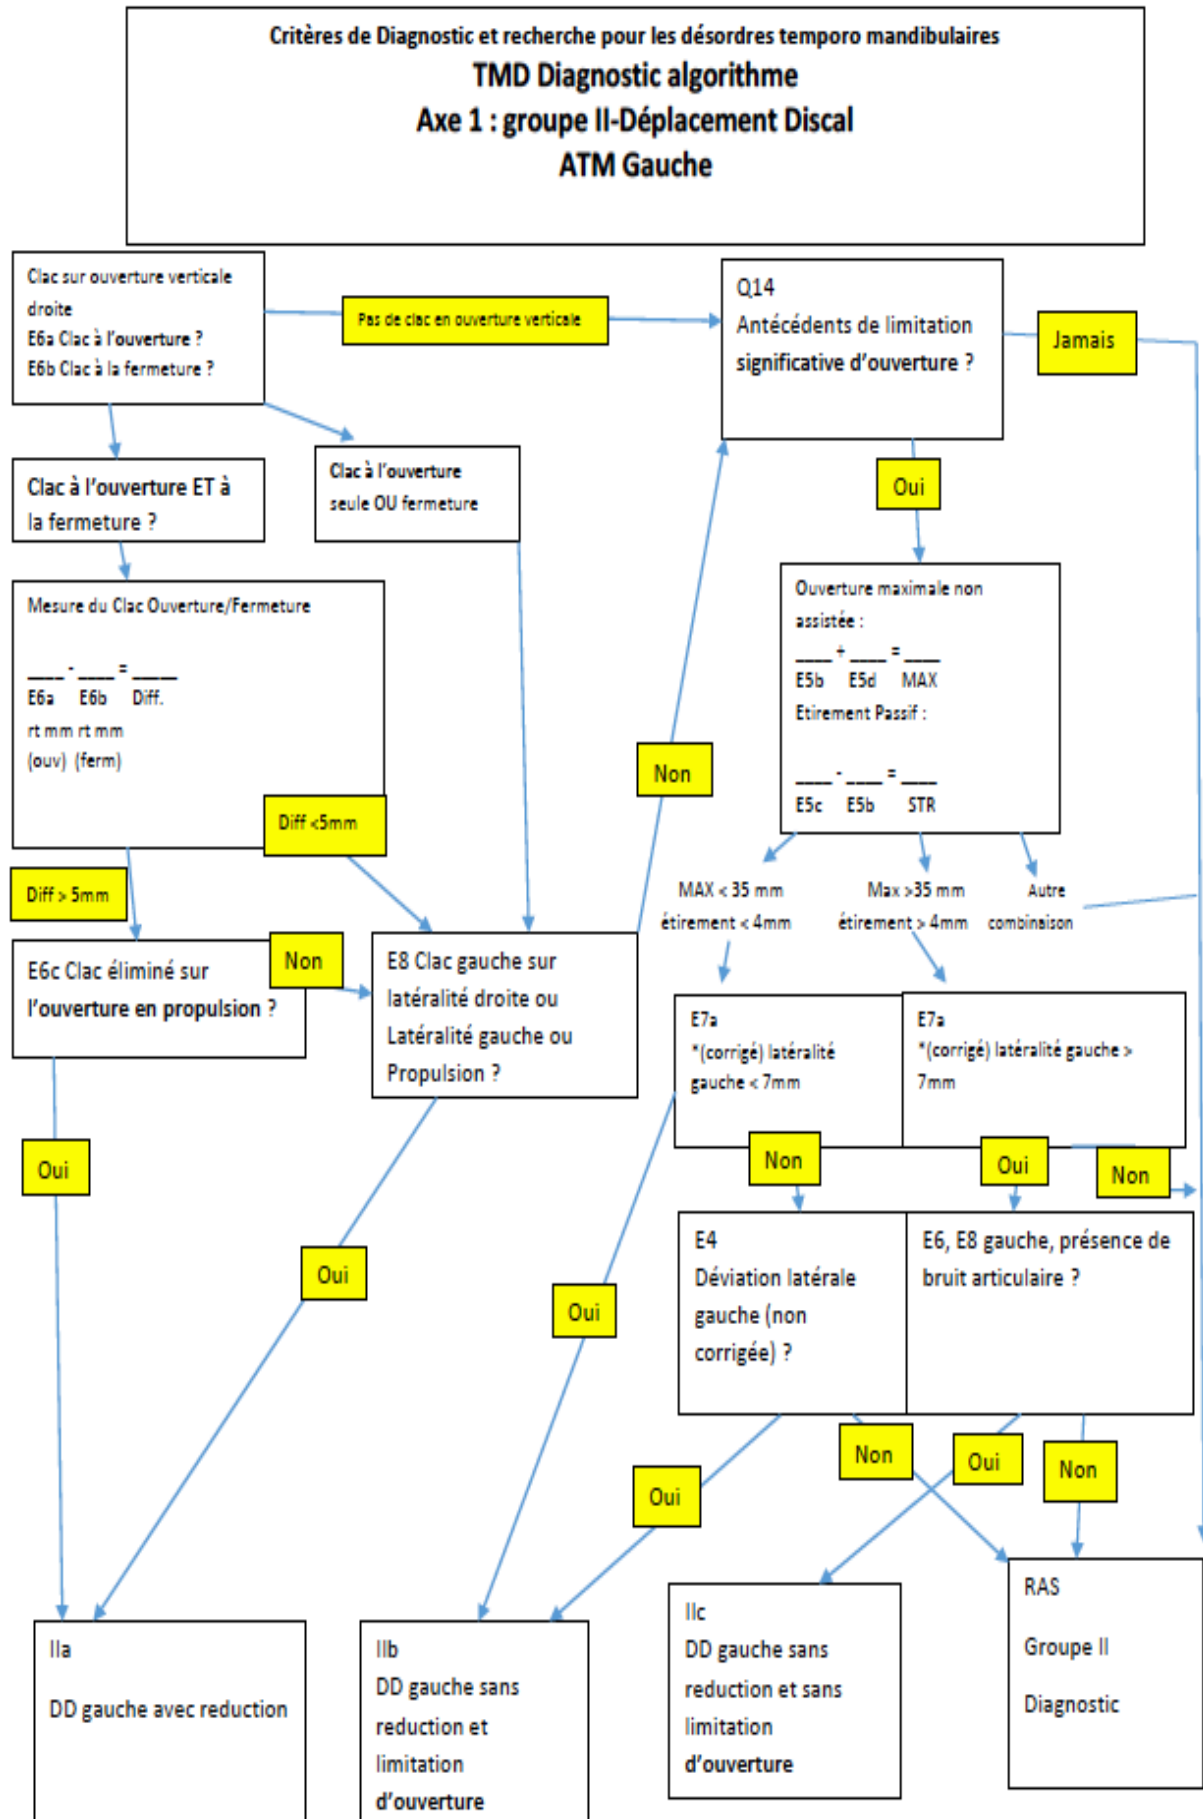 Critères de Diagnostic et recherche pour les désordres temporo mandibulaires
TMD Diagnostic algorithme
Axe 1 : groupe II-Déplacement Discal
ATM Gauche
Clac sur ouverture verticale
droite
E6a Clac à l'ouverture ?
E6b Clac à la fermeture ?
Pas de clac en ouverture verticale
Q14
Antécédents de limitation
significative d'ouverture ?
Jamais
Clac à l'ouverture ET à
la fermeture ?
Clac à l'ouverture
seule OU fermeture
Oui
Mesure du Clac Ouverture/Fermeture
____ - ____ = _____
E6a E6b Diff.
rt mm rt mm
(ouv) (ferm)
Ouverture maximale non
assistée :
____ + ____ = ____
E5b E5d MAX
Etirement Passif :
____ - ____ = ____
E5c E5b STR
Non
Diff <5mm
Diff > 5mm
MAX < 35 mm
étirement < 4mm
Max >35 mm
étirement > 4mm
Autre
combinaison
E6c Clac éliminé sur
l'ouverture en propulsion ?
Non
E8 Clac gauche sur
latéralité droite ou
Latéralité gauche ou
Propulsion ?
E7a
*(corrigé) latéralité
gauche < 7mm
E7a
*(corrigé) latéralité gauche >
7mm
Oui
Non
Oui
Non
E4
Déviation latérale
gauche (non
corrigée) ?
E6, E8 gauche, présence de
bruit articulaire ?
Oui
Oui
Non
Oui
Non
Oui
IIa
DD gauche avec reduction
IIb
DD gauche sans
reduction et
limitation
d'ouverture
IIc
DD gauche sans
reduction et sans
limitation
d'ouverture
RAS
Groupe II
Diagnostic